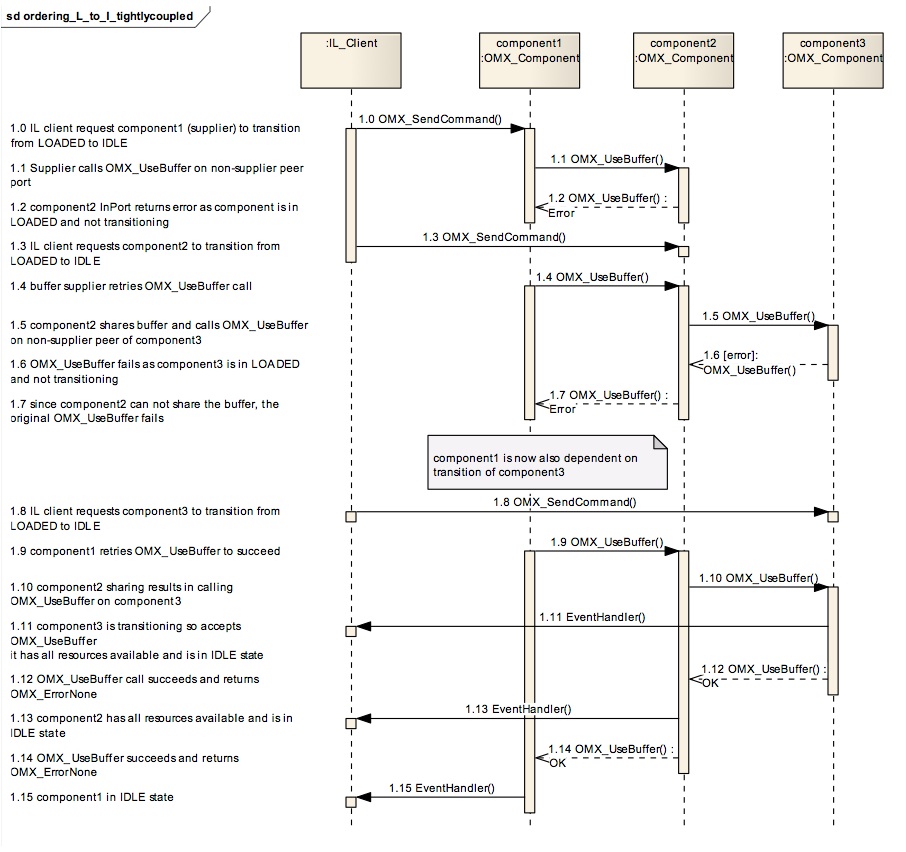 sd ordering_L_to_I_tightlycoupled
:IL_Client
component1
:OMX_Component
component2
:OMX_Component
component3
:OMX_Component
1.0 IL client request component1 (supplier) to transition
from LOADED to IDLE
1.0 OMX_SendCommand()
1.1 Supplier calls OMX_UseBuffer on non-supplier peer
port
1.1 OMX_UseBuffer()
1.2 component2 InPort returns error as component is in
LOADED and not transitioning
1.2 OMX_UseBuffer() :
Error
1.3 IL client requests component2 to transition from
LOADED to IDLE
1.3 OMX_SendCommand()
1.4 buffer supplier retries OMX_UseBuffer call
1.4 OMX_UseBuffer()
1.5 component2 shares buffer and calls OMX_UseBuffer
on non-supplier peer of component3
1.5 OMX_UseBuffer()
1.6 OMX_UseBuffer fails as component3 is in LOADED
and not transitioning
1.6 [error]:
OMX_UseBuffer()
1.7 since component2 can not share the buffer, the
original OMX_UseBuffer fails
1.7 OMX_UseBuffer() :
Error
component1 is now also dependent on
transition of component3
1.8 IL client requests component3 to transition from
LOADED to IDLE
1.8 OMX_SendCommand()
1.9 component1 retries OMX_UseBuffer to succeed
1.9 OMX_UseBuffer()
1.10 component2 sharing results in calling
OMX_UseBuffer on component3
1.10 OMX_UseBuffer()
1.11 component3 is transitioning so accepts
OMX_UseBuffer
it has all resources available and is in IDLE state
1.11 EventHandler()
1.12 OMX_UseBuffer call succeeds and returns
OMX_ErrorNone
1.12 OMX_UseBuffer() :
OK
1.13 component2 has all resources available and is in
IDLE state
1.13 EventHandler()
1.14 OMX_UseBuffer succeeds and returns
OMX_ErrorNone
1.14 OMX_UseBuffer() :
OK
1.15 component1 in IDLE state
1.15 EventHandler()